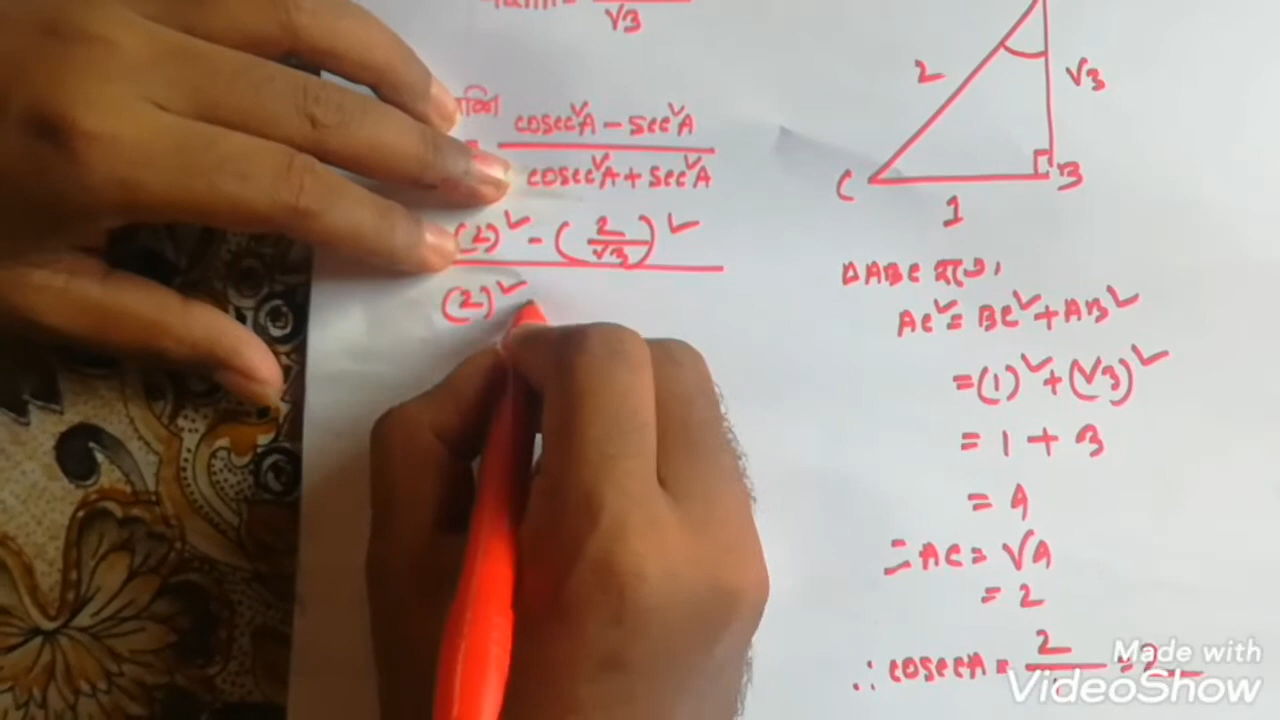 √3
cosec²A - sec²A
=
cosec²A + sec²A
(2)² - (2/√3)²
(2)²
2
√3
C
B
1
ΔABC হতে,
AC² = BC² + AB²
= (1)² + (√3)²
= 1 + 3
= 4
∴ AC = √4
= 2
∴ cosecA = 2
Made with
VideoShow